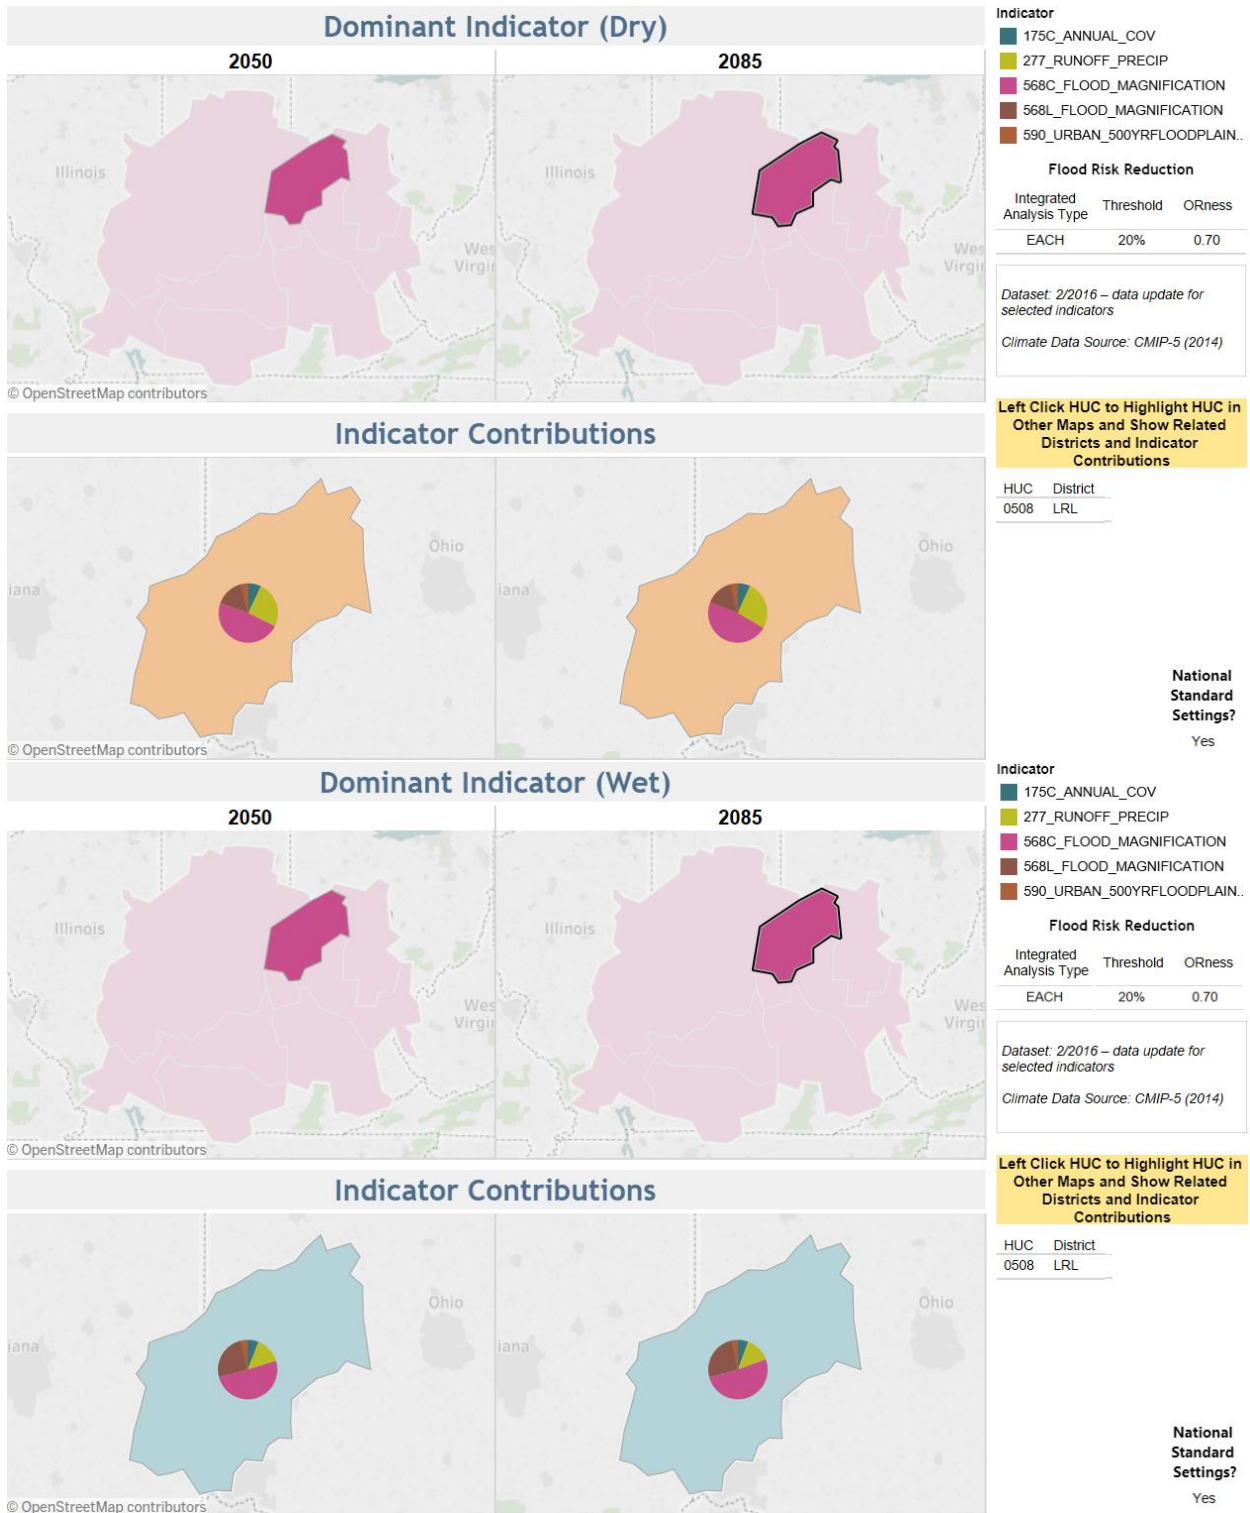 Dominant Indicator (Dry)
2050
2085
Illinois
West
Virgin
Illinois
West
Virgin
© OpenStreetMap contributors
Indicator
175C_ANNUAL_COV
277_RUNOFF_PRECIP
568C_FLOOD_MAGNIFICATION
568L_FLOOD_MAGNIFICATION
590_URBAN_500YRFLOODPLAIN..
Flood Risk Reduction
Integrated Analysis Type Threshold ORness
EACH 20% 0.70
Dataset: 2/2016 – data update for
selected indicators
Climate Data Source: CMIP-5 (2014)
Indicator Contributions
iana
Ohio
iana
Ohio
© OpenStreetMap contributors
Left Click HUC to Highlight HUC in
Other Maps and Show Related
Districts and Indicator
Contributions
HUC District
0508 LRL
National
Standard
Settings?
Yes
Dominant Indicator (Wet)
2050
2085
Illinois
Wes
Virgir
Illinois
Wes
Virgir
© OpenStreetMap contributors
Indicator
175C_ANNUAL_COV
277_RUNOFF_PRECIP
568C_FLOOD_MAGNIFICATION
568L_FLOOD_MAGNIFICATION
590_URBAN_500YRFLOODPLAIN..
Flood Risk Reduction
Integrated Analysis Type Threshold ORness
EACH 20% 0.70
Dataset: 2/2016 – data update for
selected indicators
Climate Data Source: CMIP-5 (2014)
Indicator Contributions
iana
Ohio
iana
Ohio
© OpenStreetMap contributors
Left Click HUC to Highlight HUC in
Other Maps and Show Related
Districts and Indicator
Contributions
HUC District
0508 LRL
National
Standard
Settings?
Yes